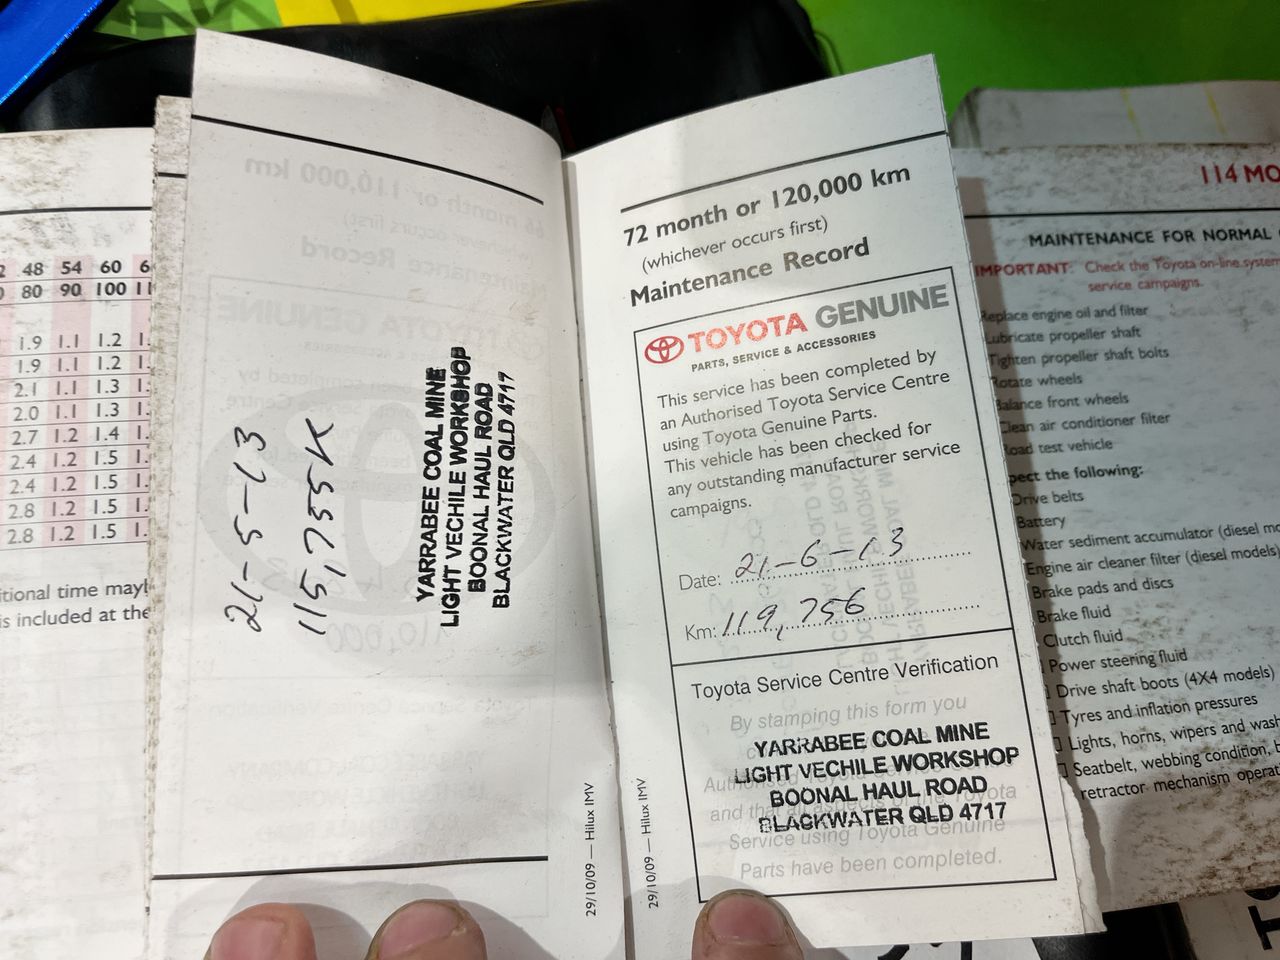 48 54 60
80 90 100
1.9 1.1 1.2
1.9 1.1 1.2
2.1 1.1 1.3
2.0 1.1 1.3
2.7 1.2 1.4
2.4 1.2 1.5
2.4 1.2 1.5
2.8 1.2 1.5
2.8 1.2 1.5
time
is included at the
21-5-13
115,755K
YARRABEE COAL MINE
LIGHT VECHILE WORKSHOP
BOONAL HAUL ROAD
BLACKWATER QLD 4717
29/10/09 — Hilux IMV
72 month or 120,000 km
(whichever occurs first)
Maintenance Record
TOYOTA GENUINE
PARTS, SERVICE & ACCESSORIES
This service has been completed by
an Authorised Toyota Service Centre
using Toyota Genuine Parts.
This vehicle has been checked for
any outstanding manufacturer service
campaigns.
Date: 21-6-13
Km: 119,756
Toyota Service Centre Verification
By stamping this form you
YARRABEE COAL MINE
LIGHT VECHILE WORKSHOP
Authorised
BOONAL HAUL ROAD
and that all aspects of the Toyota
BLACKWATER QLD 4717
Service using Toyota Genuine
Parts have been completed.
29/10/09 — Hilux IMV
114 MO
MAINTENANCE FOR NORMAL
IMPORTANT: Check the Toyota on-line system
service campaigns.
Replace engine oil and filter
Lubricate propeller shaft
Tighten propeller shaft bolts
Rotate wheels
Balance front wheels
Clean air conditioner filter
Road test vehicle
the following:
Drive belts
Battery
Water sediment accumulator (diesel
Engine air cleaner filter (diesel models)
Brake pads and discs
Brake fluid
Clutch fluid
Power steering fluid
Drive shaft boots (4X4 models)
Tyres and inflation pressures
Lights, horns, wipers and
Seatbelt, webbing condition,
retractor mechanism